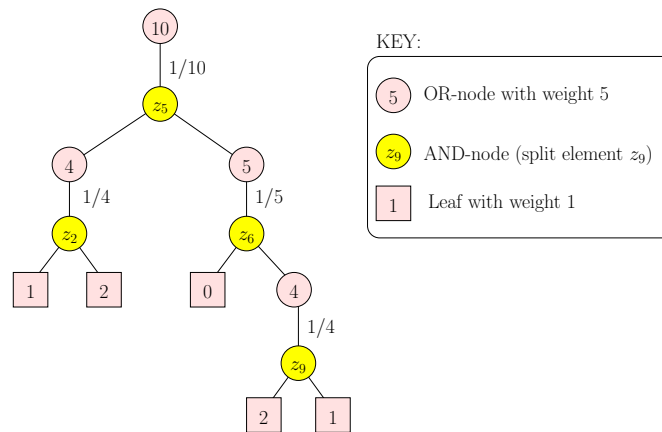 10
KEY:
1/10
z5
5 OR-node with weight 5
4 5
z9 AND-node (split element z9)
1/4 1/5
1 Leaf with weight 1
z2 z6
1 2 0 4
1/4
z9
2 1